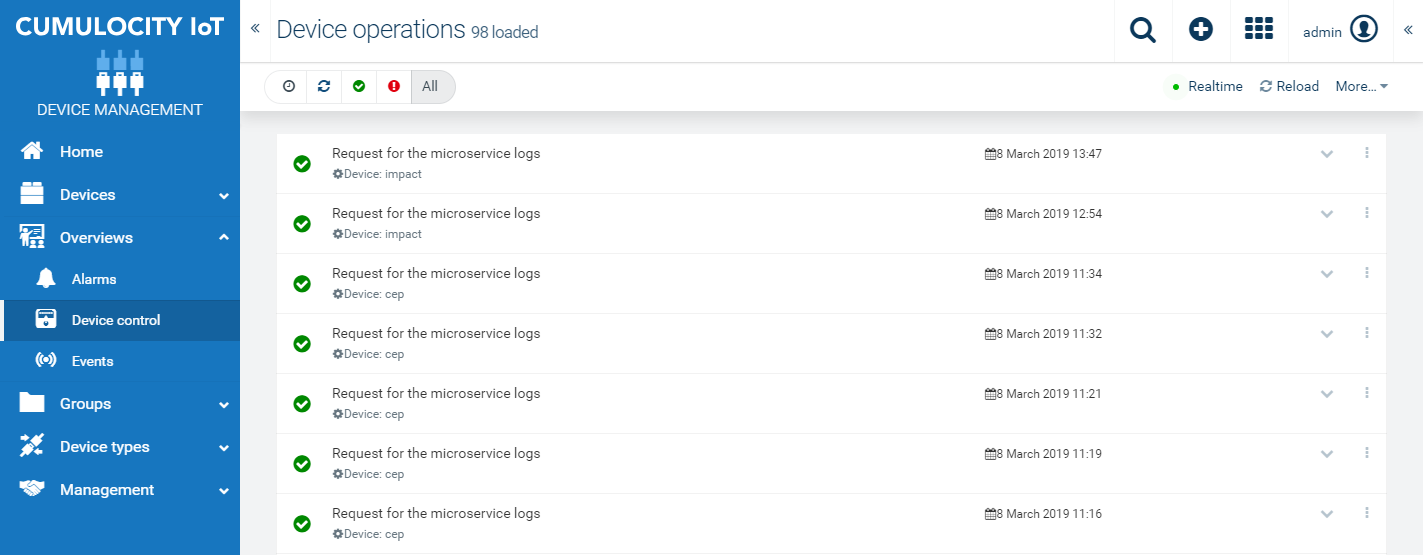 CUMULOCITY IoT
DEVICE MANAGEMENT
Home
Devices
Overviews
Alarms
Device control
Events
Groups
Device types
Management
Device operations 98 loaded
admin
All
Realtime
Reload
More...
Request for the microservice logs
8 March 2019 13:47
Device: impact
Request for the microservice logs
8 March 2019 12:54
Device: impact
Request for the microservice logs
8 March 2019 11:34
Device: cep
Request for the microservice logs
8 March 2019 11:32
Device: cep
Request for the microservice logs
8 March 2019 11:21
Device: cep
Request for the microservice logs
8 March 2019 11:19
Device: cep
Request for the microservice logs
8 March 2019 11:16
Device: cep